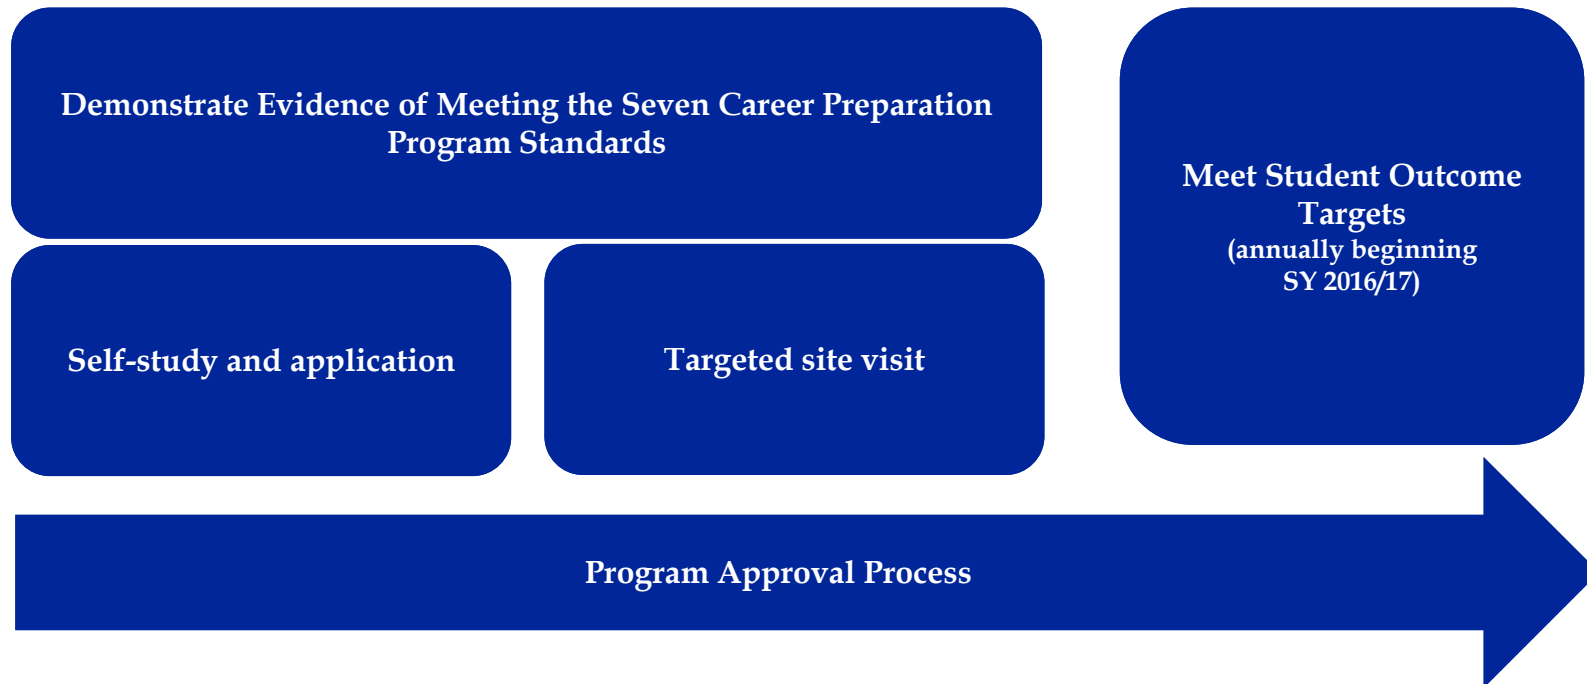 Demonstrate Evidence of Meeting the Seven Career Preparation
Program Standards
Meet Student Outcome
Targets
(annually beginning
SY 2016/17)
Self-study and application
Targeted site visit
Program Approval Process